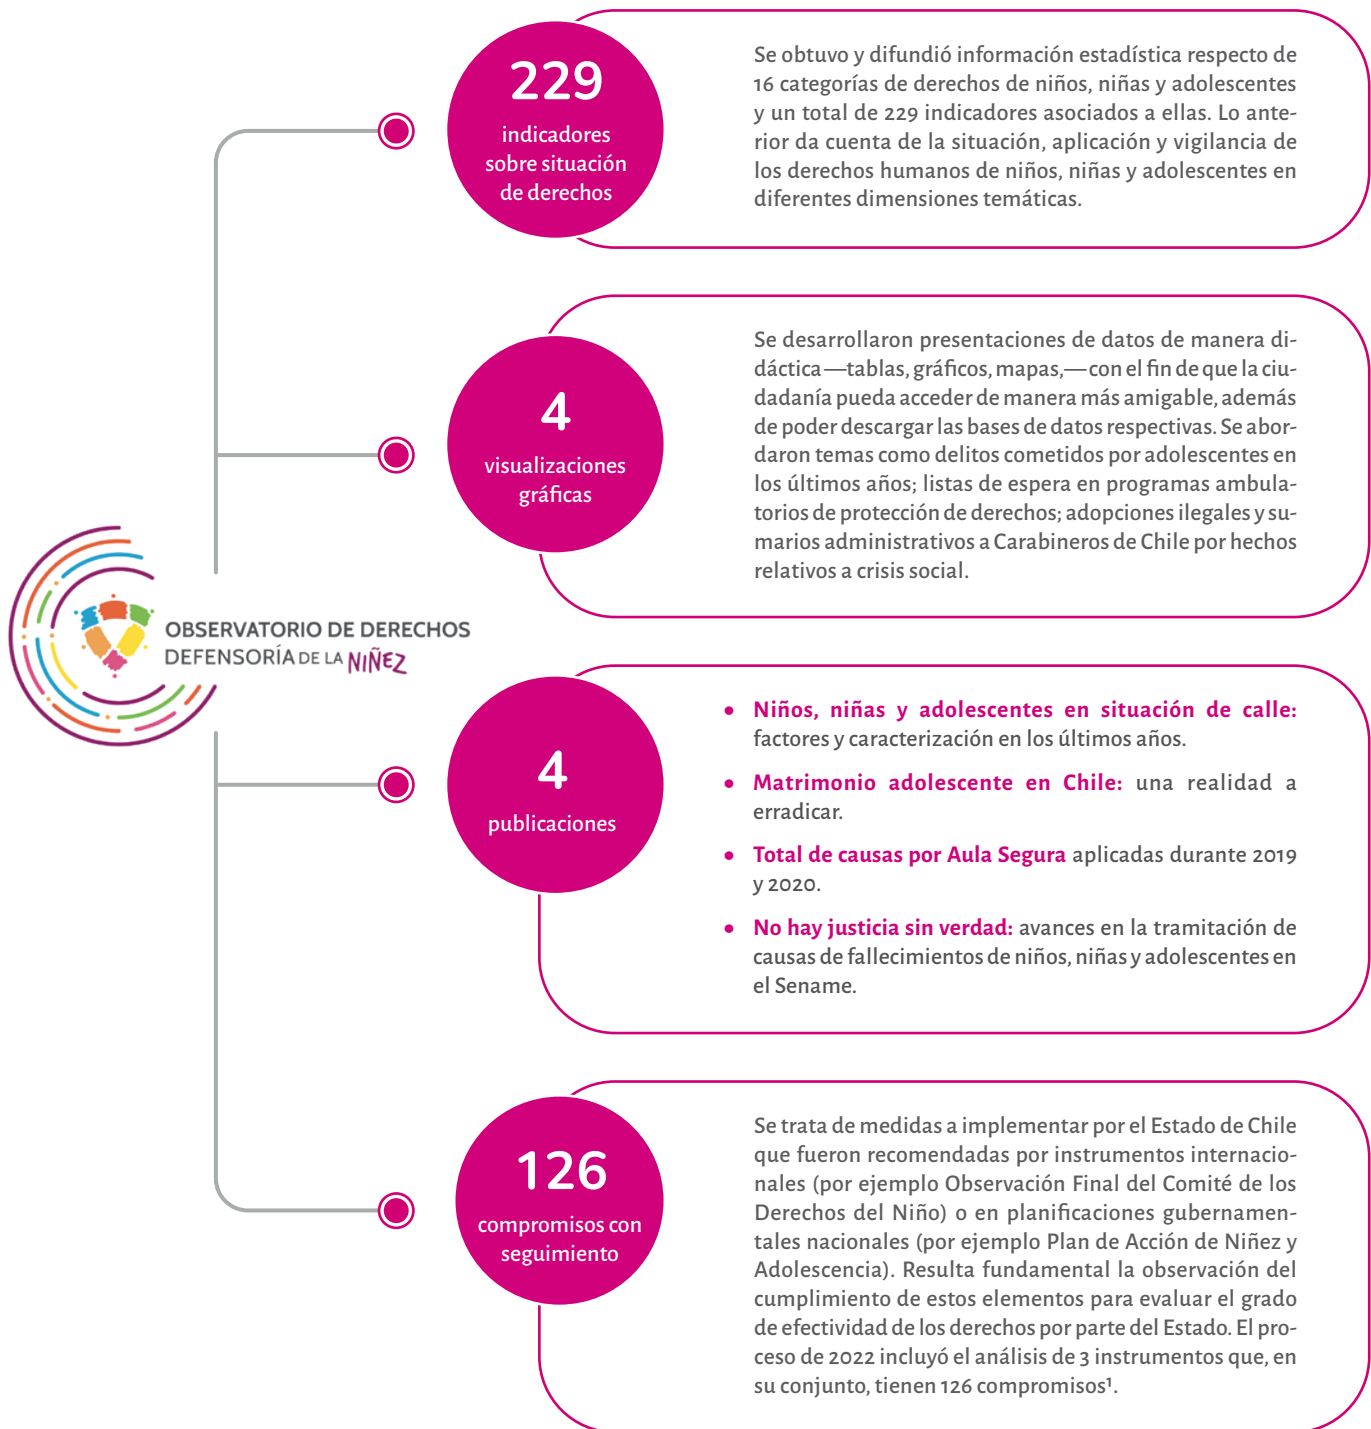 229
indicadores
sobre situación
de derechos
Se obtuvo y difundió información estadística respecto de
16 categorías de derechos de niños, niñas y adolescentes
y un total de 229 indicadores asociados a ellas. Lo ante-
rior da cuenta de la situación, aplicación y vigilancia de
los derechos humanos de niños, niñas y adolescentes en
diferentes dimensiones temáticas.
4
visualizaciones
gráficas
Se desarrollaron presentaciones de datos de manera di-
dáctica —tablas, gráficos, mapas,— con el fin de que la ciu-
dadanía pueda acceder de manera más amigable, además
de poder descargar las bases de datos respectivas. Se abor-
daron temas como delitos cometidos por adolescentes en
los últimos años; listas de espera en programas ambula-
torios de protección de derechos; adopciones ilegales y su-
marios administrativos a Carabineros de Chile por hechos
relativos a crisis social.
OBSERVATORIO DE DERECHOS
DEFENSORÍA DE LA NIÑEZ
4
publicaciones
• Niños, niñas y adolescentes en situación de calle:
factores y caracterización en los últimos años.
• Matrimonio adolescente en Chile: una realidad a
erradicar.
• Total de causas por Aula Segura aplicadas durante 2019
y 2020.
• No hay justicia sin verdad: avances en la tramitación de
causas de fallecimientos de niños, niñas y adolescentes en
el Sename.
126
compromisos con
seguimiento
Se trata de medidas a implementar por el Estado de Chile
que fueron recomendadas por instrumentos internacio-
nales (por ejemplo Observación Final del Comité de los
Derechos del Niño) o en planificaciones gubernamen-
tales nacionales (por ejemplo Plan de Acción de Niñez y
Adolescencia). Resulta fundamental la observación del
cumplimiento de estos elementos para evaluar el grado
de efectividad de los derechos por parte del Estado. El pro-
ceso de 2022 incluyó el análisis de 3 instrumentos que, en
su conjunto, tienen 126 compromisos¹.